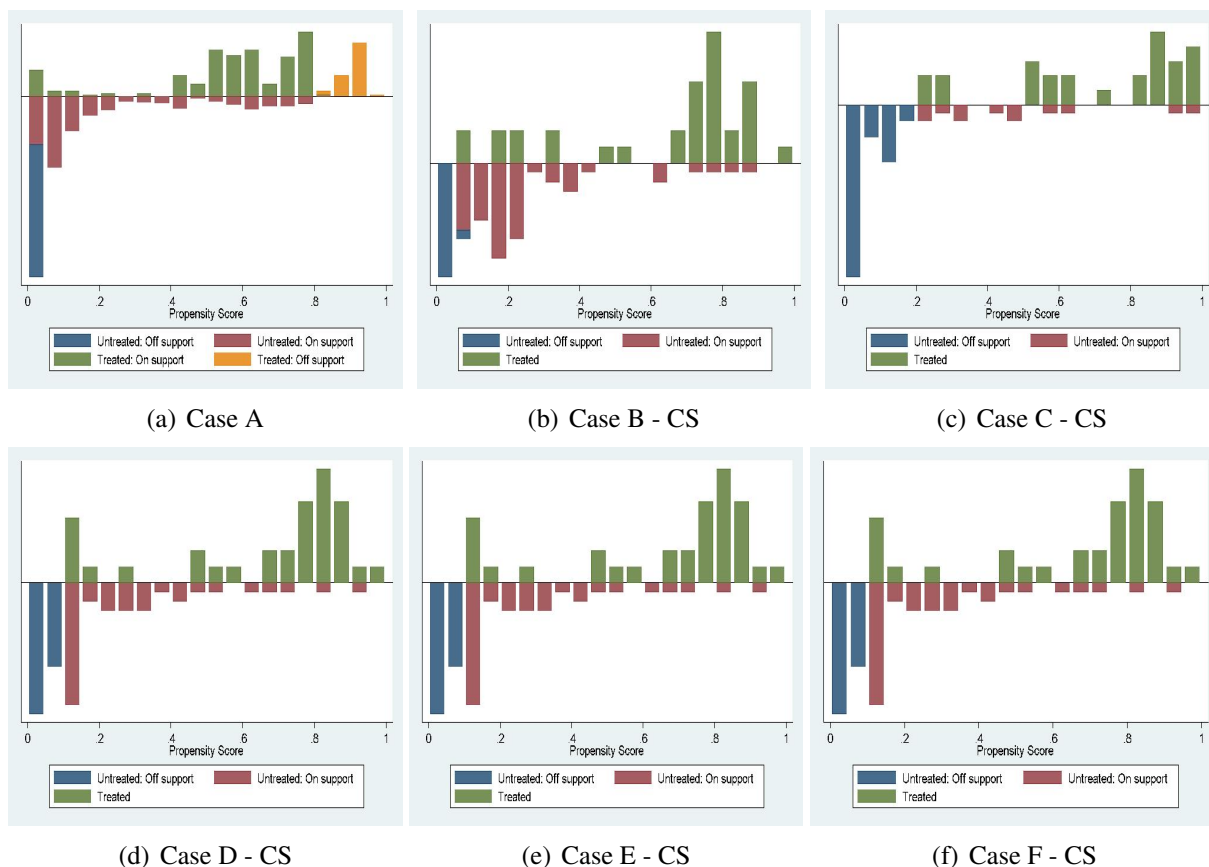 0 .2 .4 .6 .8 1
Propensity Score
Untreated: Off support Untreated: On support
Treated: On support Treated: Off support
(a) Case A
0 .2 .4 .6 .8 1
Propensity Score
Untreated: Off support Untreated: On support
Treated
(b) Case B - CS
0 .2 .4 .6 .8 1
Propensity Score
Untreated: Off support Untreated: On support
Treated
(c) Case C - CS
0 .2 .4 .6 .8 1
Propensity Score
Untreated: Off support Untreated: On support
Treated
(d) Case D - CS
0 .2 .4 .6 .8 1
Propensity Score
Untreated: Off support Untreated: On support
Treated
(e) Case E - CS
0 .2 .4 .6 .8 1
Propensity Score
Untreated: Off support Untreated: On support
Treated
(f) Case F - CS